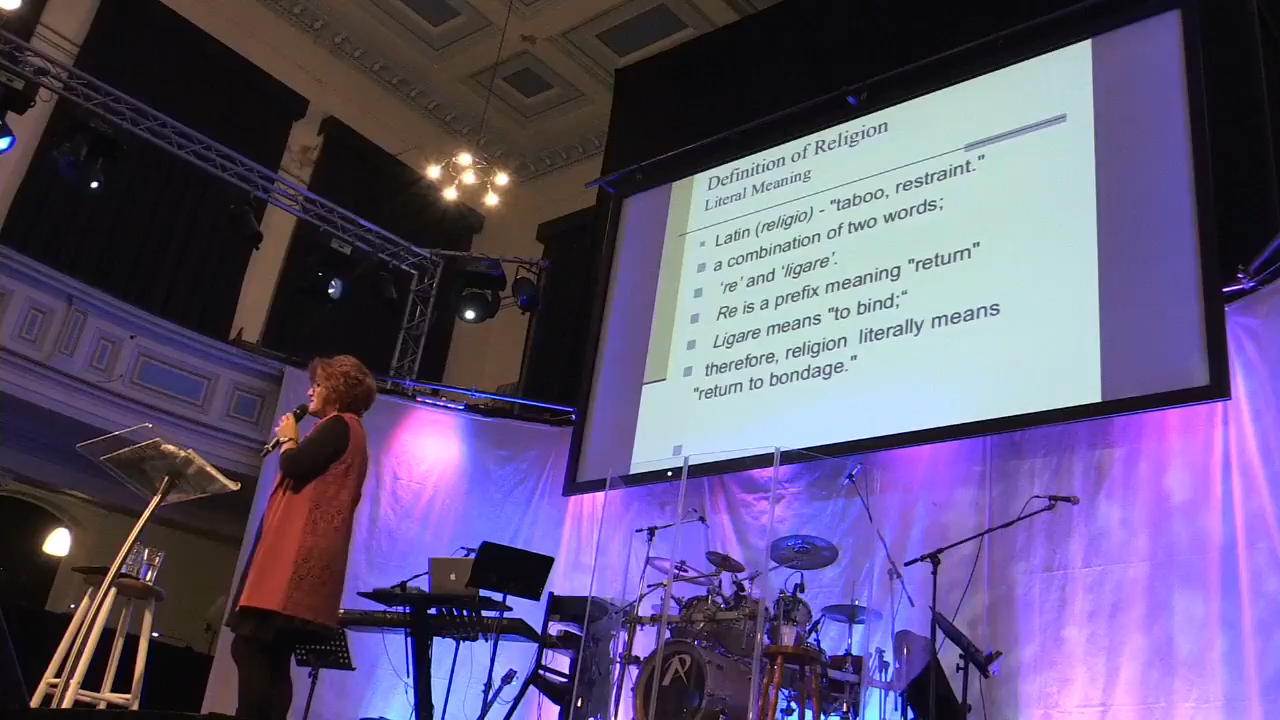 Definition of Religion
Literal Meaning
Latin (religio) - "taboo, restraint."
a combination of two words;
're' and 'ligare'.
Re is a prefix meaning "return"
Ligare means "to bind;“
therefore, religion literally means
"return to bondage."
R